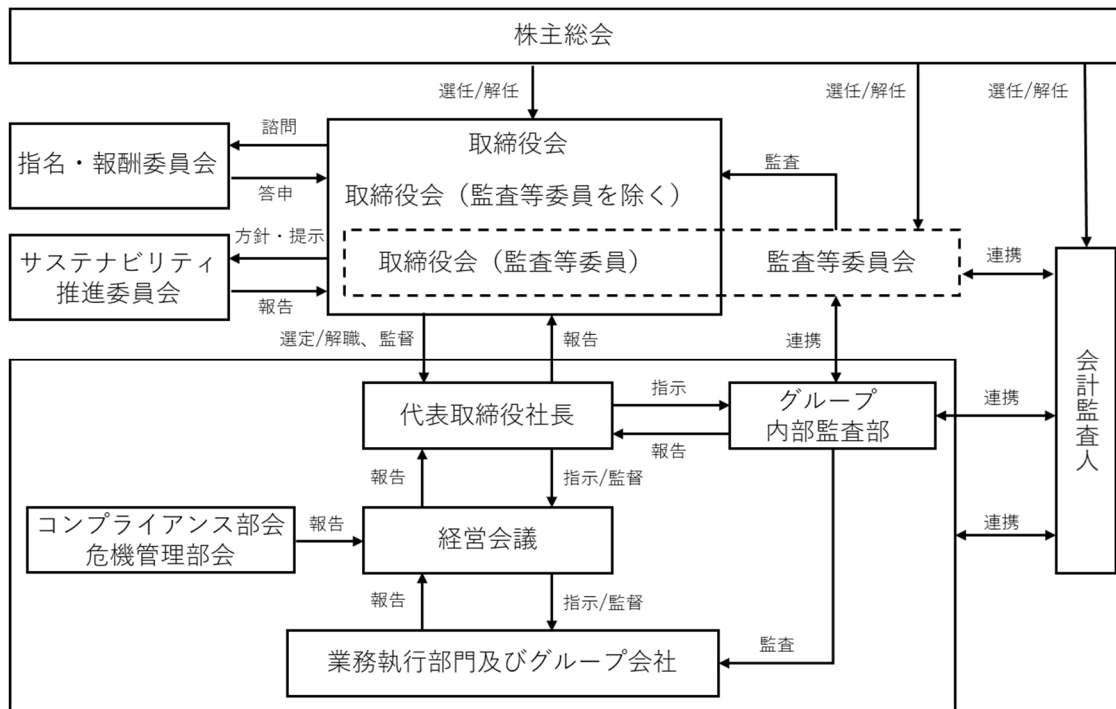 株主総会
選任/解任
選任/解任
選任/解任
諮問
指名・報酬委員会
答申
取締役会
取締役会（監査等委員を除く）
監査
方針・提示
サステナビリティ
推進委員会
報告
取締役会（監査等委員）
監査等委員会
連携
選定/解職、監督
報告
連携
会計監査人
代表取締役社長
指示
報告
グループ
内部監査部
連携
報告
指示/監督
コンプライアンス部会
危機管理部会
報告
経営会議
連携
報告
指示/監督
業務執行部門及びグループ会社
監査